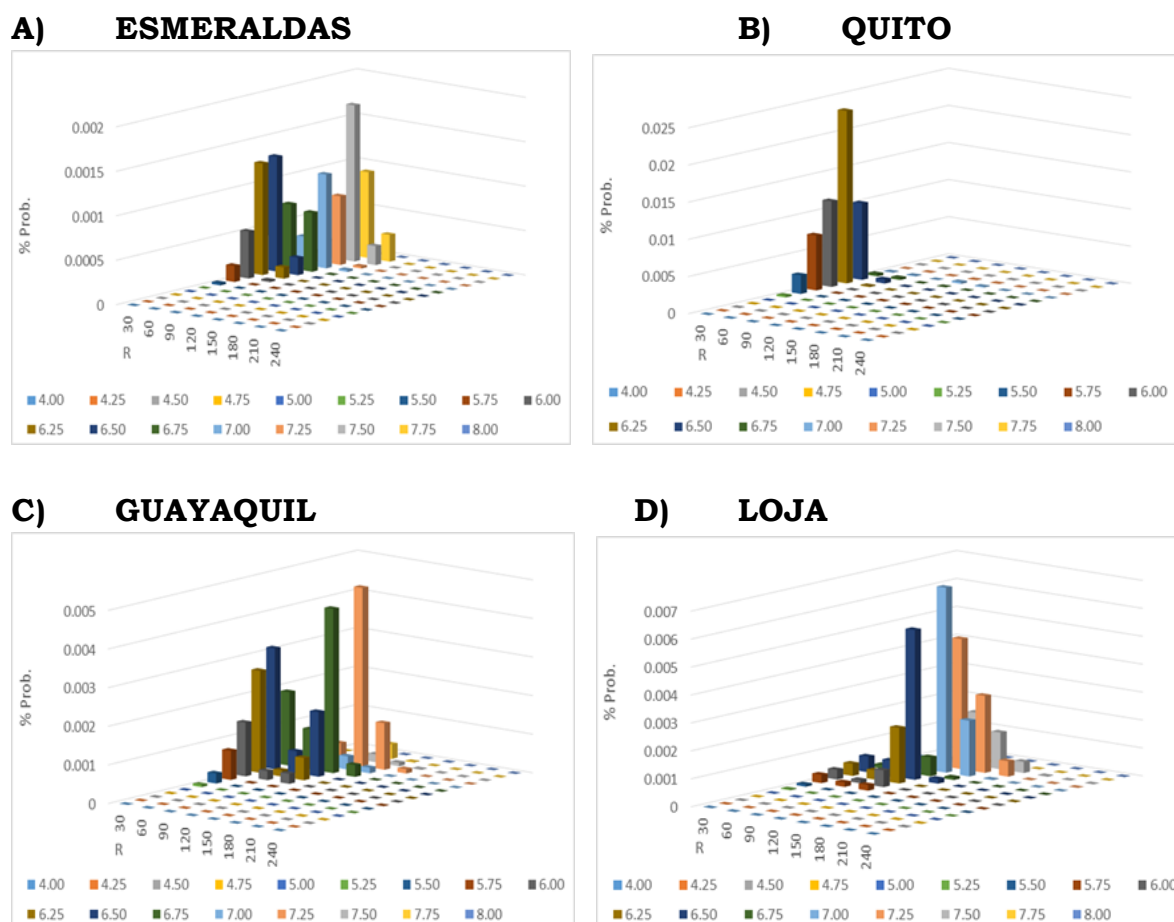 A) ESMERALDAS
0.002
0.0015
0.001
0.0005
0
% Prob.
30 60 90 120 150 180 210 240
R
4.00 4.25 4.50 4.75 5.00 5.25 5.50 5.75 6.00
6.25 6.50 6.75 7.00 7.25 7.50 7.75 8.00
B) QUITO
0.025
0.02
0.015
0.01
0.005
0
% Prob.
30 60 90 120 150 180 210 240
R
4.00 4.25 4.50 4.75 5.00 5.25 5.50 5.75 6.00
6.25 6.50 6.75 7.00 7.25 7.50 7.75 8.00
C) GUAYAQUIL
0.005
0.004
0.003
0.002
0.001
0
% Prob.
30 60 90 120 150 180 210 240
R
4.00 4.25 4.50 4.75 5.00 5.25 5.50 5.75 6.00
6.25 6.50 6.75 7.00 7.25 7.50 7.75 8.00
D) LOJA
0.007
0.006
0.005
0.004
0.003
0.002
0.001
0
% Prob.
30 60 90 120 150 180 210 240
R
4.00 4.25 4.50 4.75 5.00 5.25 5.50 5.75 6.00
6.25 6.50 6.75 7.00 7.25 7.50 7.75 8.00